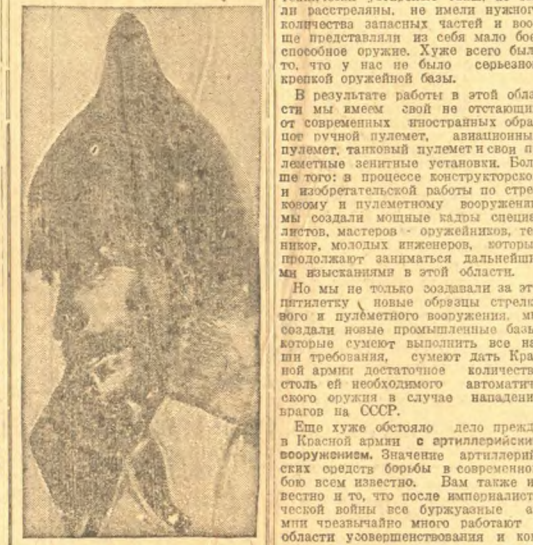 ли расстреляны, не имели нужного
количества запасных частей и вооб
ще представляли из себя мало бое
способное оружие. Хуже всего был
то, что у нас не было серьезно
крепкой оружейной базы.
В результате работы в этой обла
сти мы имеем свой не отстающи
от современных иностранных обра
цов ручной пулемет, авиационны
пулемет, танковый пулемет и свои п
леметные зенитные установки. Бол
ше того: в процессе конструкторско
и изобретательской работы по стре
ковому и пулеметному вооружени
мы создали мощные кадры специа
листов, мастеров - оружейников, те
ников, молодых инженеров, которы
продолжают заниматься дальнейши
ми изысканиями в этой области.
Но мы не только создавали за эт
пятилетку новые образцы стрелк
вого и пулеметного вооружения. м
создали новые промышленные базы
которые сумеют выполнить все на
ши требования, сумеют дать Кра
ной армии достаточное количеств
столь ей необходимого автоматич
ского оружия в случае нападени
врагов на СССР.
Еще хуже обстояло дело прежд
в Красной армии с артиллерийски
вооружением. Значение артиллерий
ских средств борьбы в современно
бою всем известно. Вам также и
вестно и то, что после империалист
ческой войны все буржуазные а
мии чрезвычайно много работают
области усовершенствования и кон